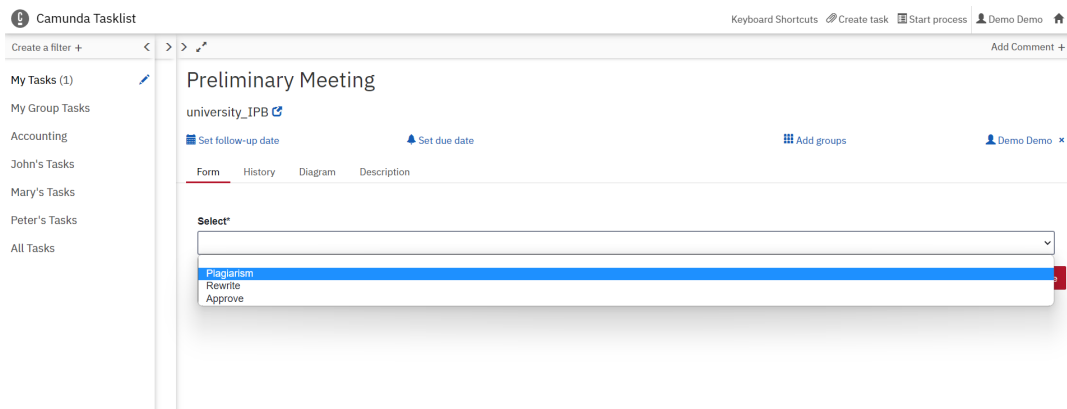 Camunda Tasklist
Keyboard Shortcuts Create task Start process Demo Demo
Create a filter +
Add Comment +
My Tasks (1)
My Group Tasks
Accounting
John's Tasks
Mary's Tasks
Peter's Tasks
All Tasks
Preliminary Meeting
university_IPB
Set follow-up date Set due date Add groups Demo Demo ×
Form History Diagram Description
Select*
Plagiarism
Rewrite
Approve